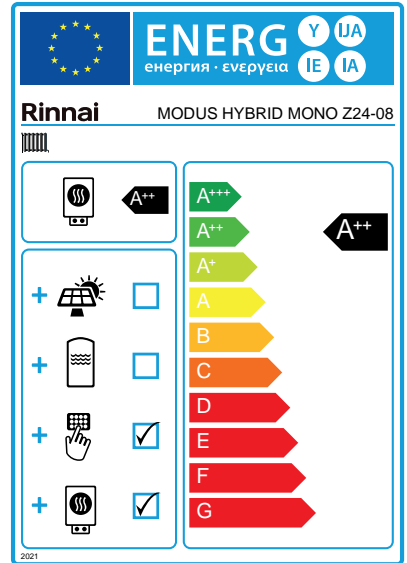 ENERG Y IJA
енергия · ενεργεια IE IA
Rinnai MODUS HYBRID MONO Z24-08
A++
A+++
A++
A++
A+
A
B
+
C
+
D
+
E
F
+
G
2021